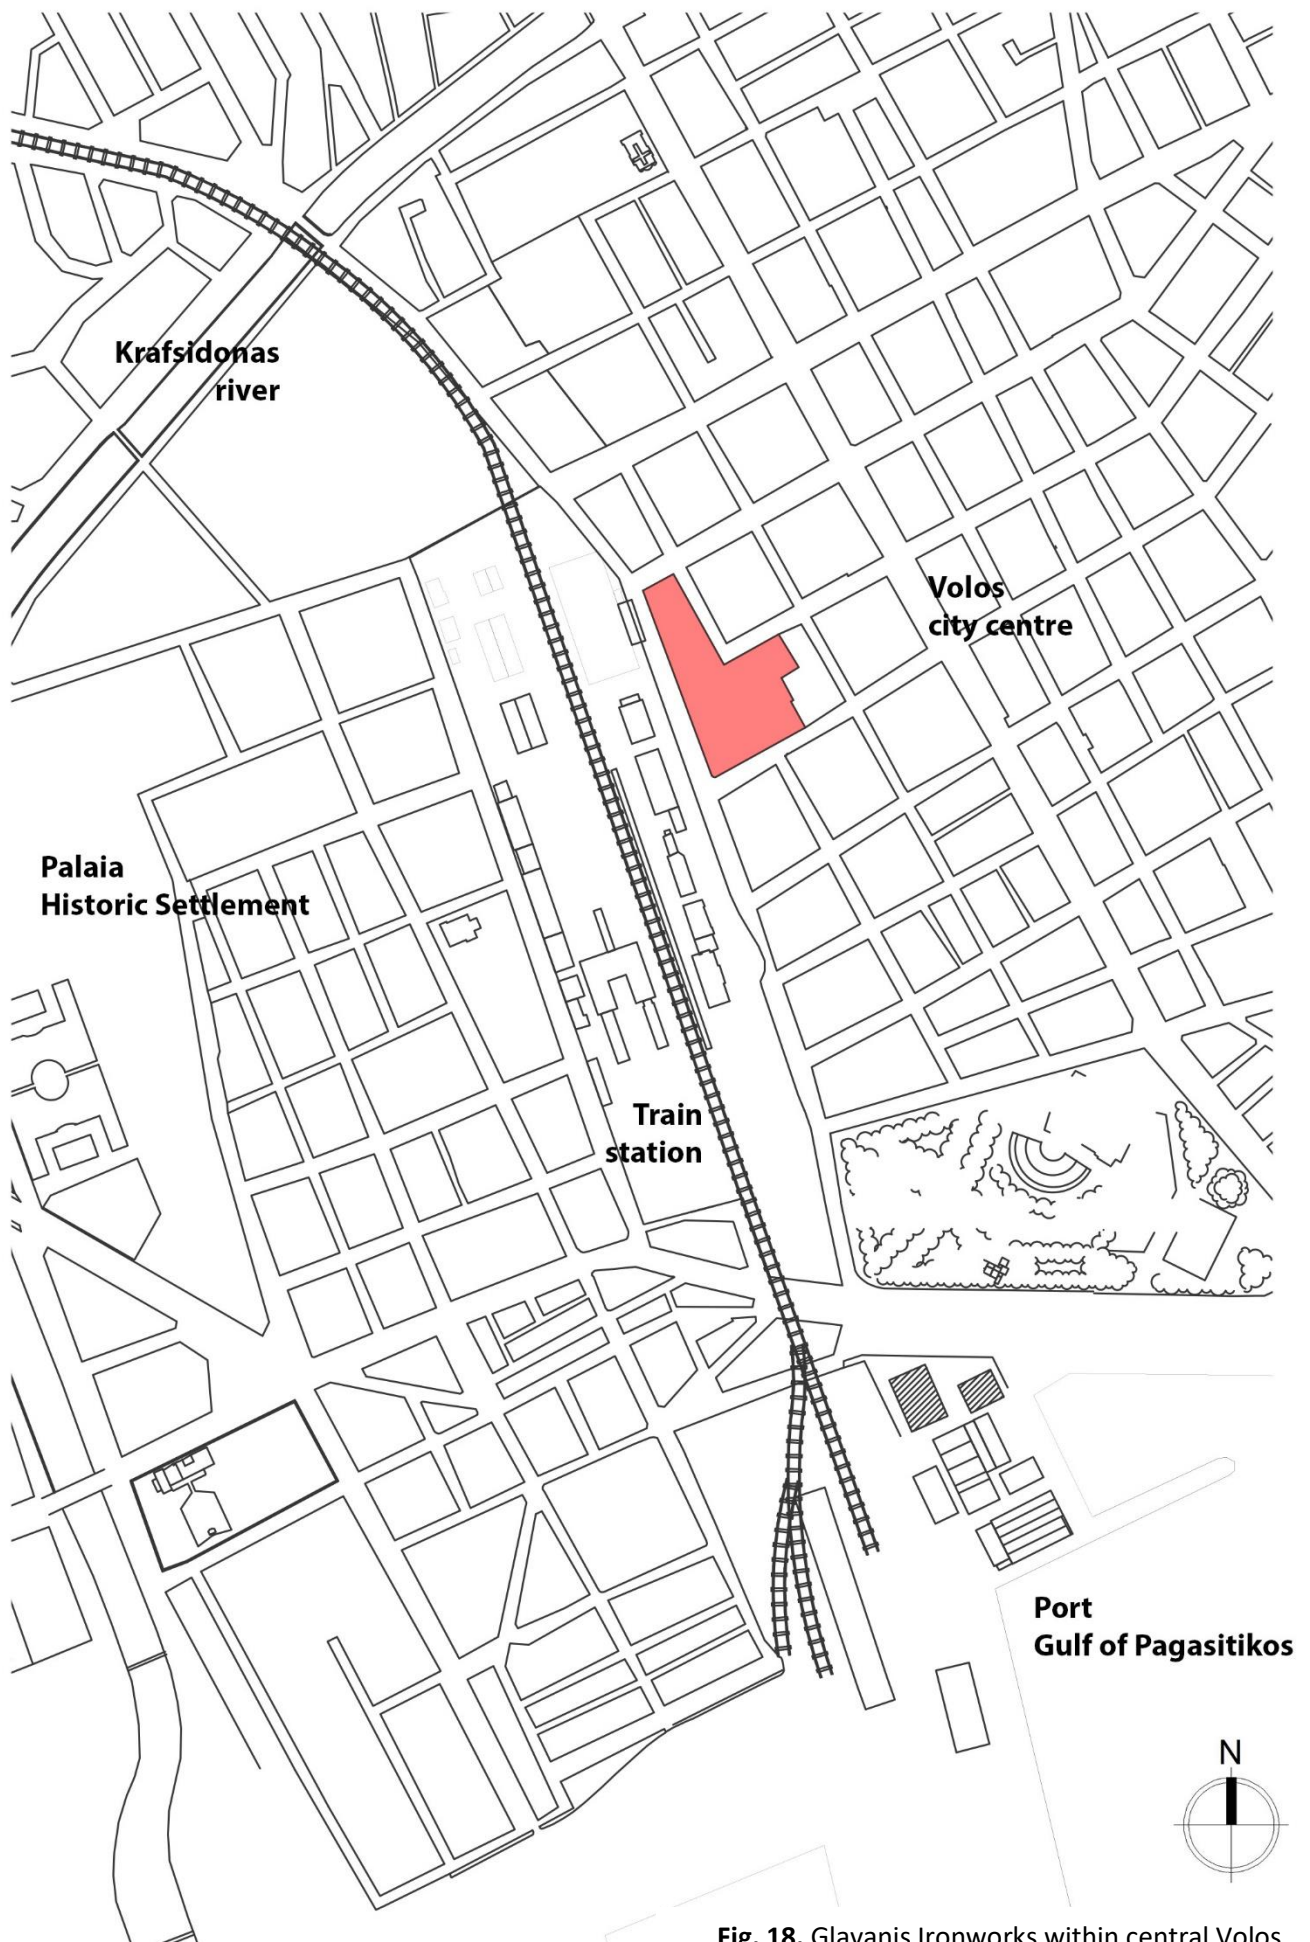 Krafsidonas
river
Volos
city centre
Palaia
Historic Settlement
Train
station
Port
Gulf of Pagasitikos
N
Fig. 18. Glavanis Ironworks within central Volos